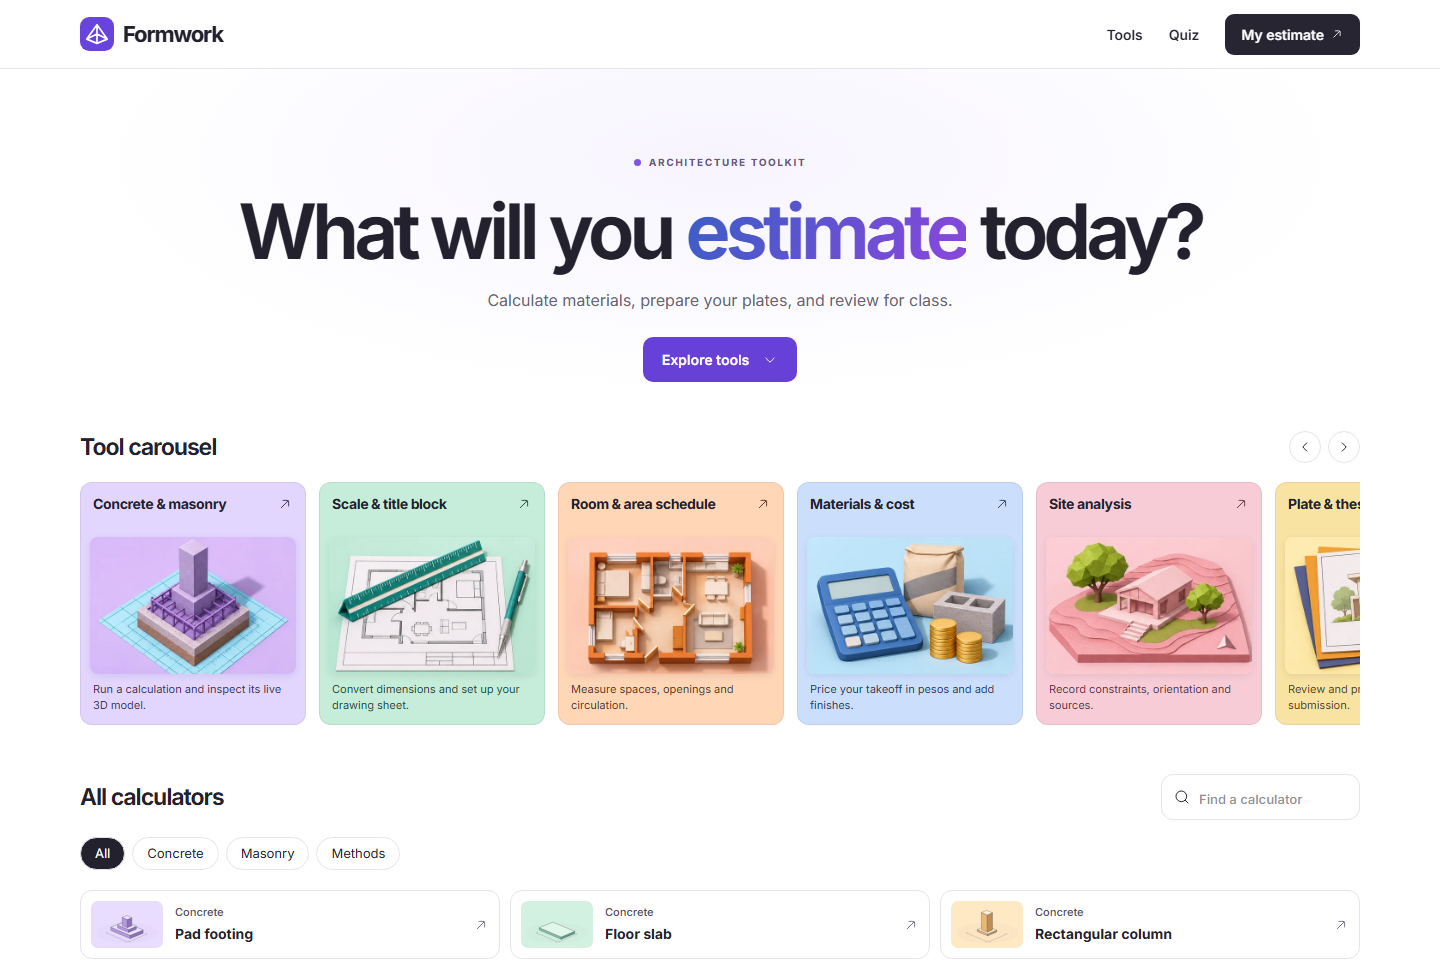 Formwork
Tools
Quiz
My estimate
ARCHITECTURE TOOLKIT
What will you estimate today?
Calculate materials, prepare your plates, and review for class.
Explore tools
Tool carousel
Concrete & masonry
Run a calculation and inspect its live
3D model.
Scale & title block
Convert dimensions and set up your
drawing sheet.
Room & area schedule
Measure spaces, openings and
circulation.
Materials & cost
Price your takeoff in pesos and add
finishes.
Site analysis
Record constraints, orientation and
sources.
Plate &
Review and
submission.
All calculators
Find a calculator
All
Concrete
Masonry
Methods
Concrete
Pad footing
Concrete
Floor slab
Concrete
Rectangular column